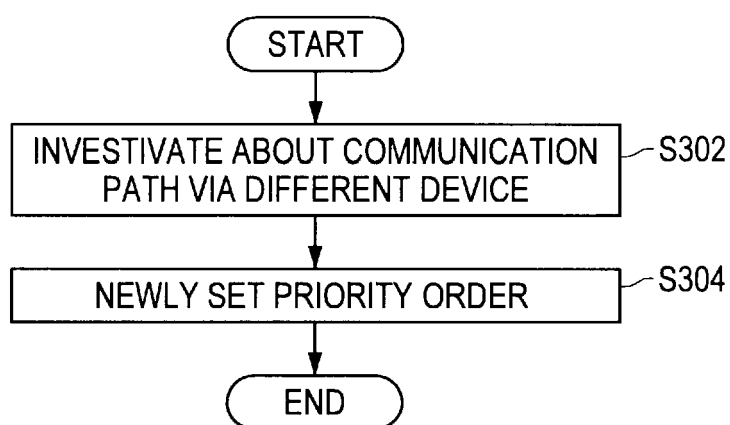 START
INVESTIVATE ABOUT COMMUNICATION
PATH VIA DIFFERENT DEVICE
S302
NEWLY SET PRIORITY ORDER
S304
END